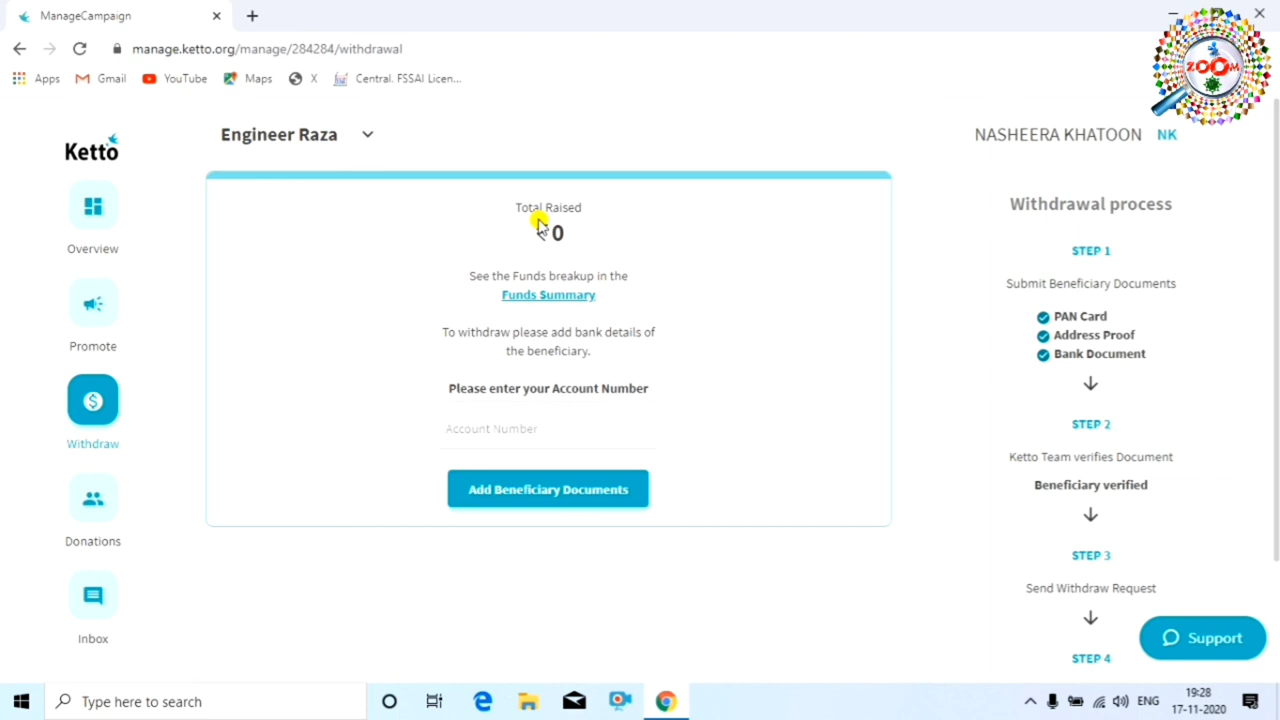 ManageCampaign
manage.ketto.org/manage/284284/withdrawal
Apps
Gmail
YouTube
Maps
X
Central. FSSAI Licen...
ZOOM
Ketto
Engineer Raza
NASHEERA KHATOON NK
Overview
Promote
Withdraw
Donations
Inbox
Total Raised
0
See the Funds breakup in the
Funds Summary
To withdraw please add bank details of
the beneficiary.
Please enter your Account Number
Account Number
Add Beneficiary Documents
Withdrawal process
STEP 1
Submit Beneficiary Documents
PAN Card
Address Proof
Bank Document
STEP 2
Ketto Team verifies Document
Beneficiary verified
STEP 3
Send Withdraw Request
STEP 4
Support
Type here to search
ENG
19:28
17-11-2020